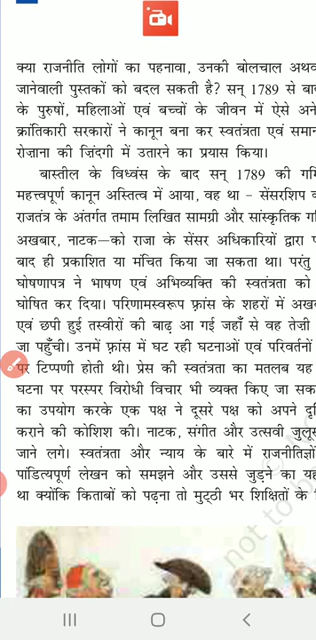 क्या राजनीति लोगों का पहनावा, उनकी बोलचाल अथव
जानेवाली पुस्तकों को बदल सकती है? सन् 1789 से बा
के पुरुषों, महिलाओं एवं बच्चों के जीवन में ऐसे अने
क्रांतिकारी सरकारों ने कानून बना कर स्वतंत्रता एवं समान
रोज़ाना की ज़िंदगी में उतारने का प्रयास किया।
बास्तील के विध्वंस के बाद सन् 1789 की गर्मि
महत्त्वपूर्ण कानून अस्तित्व में आया, वह था – सेंसरशिप क
राजतंत्र के अंतर्गत तमाम लिखित सामग्री और सांस्कृतिक गि
अखबार, नाटक—को राजा के सेंसर अधिकारियों द्वारा प
बाद ही प्रकाशित या मंचित किया जा सकता था। परंतु
घोषणापत्र ने भाषण एवं अभिव्यक्ति की स्वतंत्रता को
घोषित कर दिया। परिणामस्वरूप फ़्रांस के शहरों में अख
एवं छपी हुई तस्वीरों की बाढ़ आ गई जहाँ से वह तेज़ी
जा पहुँची। उनमें फ़्रांस में घट रही घटनाओं एवं परिवर्तनों
पर टिप्पणी होती थी। प्रेस की स्वतंत्रता का मतलब यह
घटना पर परस्पर विरोधी विचार भी व्यक्त किए जा सक
का उपयोग करके एक पक्ष ने दूसरे पक्ष को अपने दृ
कराने की कोशिश की। नाटक, संगीत और उत्सवी जुलूस
जाने लगे। स्वतंत्रता और न्याय के बारे में राजनीतिज्ञों
पांडित्यपूर्ण लेखन को समझने और उससे जुड़ने का यह
था क्योंकि किताबों को पढ़ना तो मुट्ठी भर शिक्षितों के
not to be